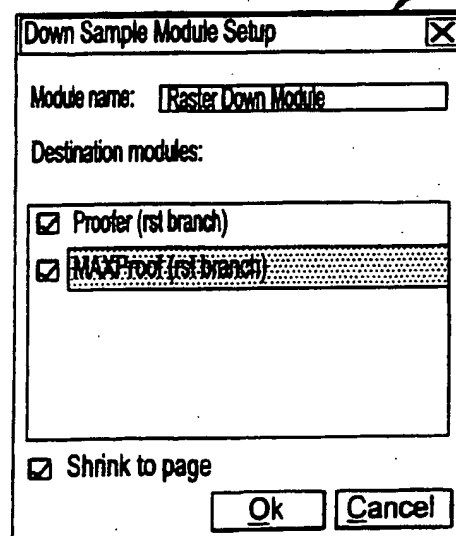 Down Sample Module Setup
Module name: Raster Down Module
Destination modules:
Proofer (rst branch)
MAXProof (rst branch)
Shrink to page
Ok Cancel